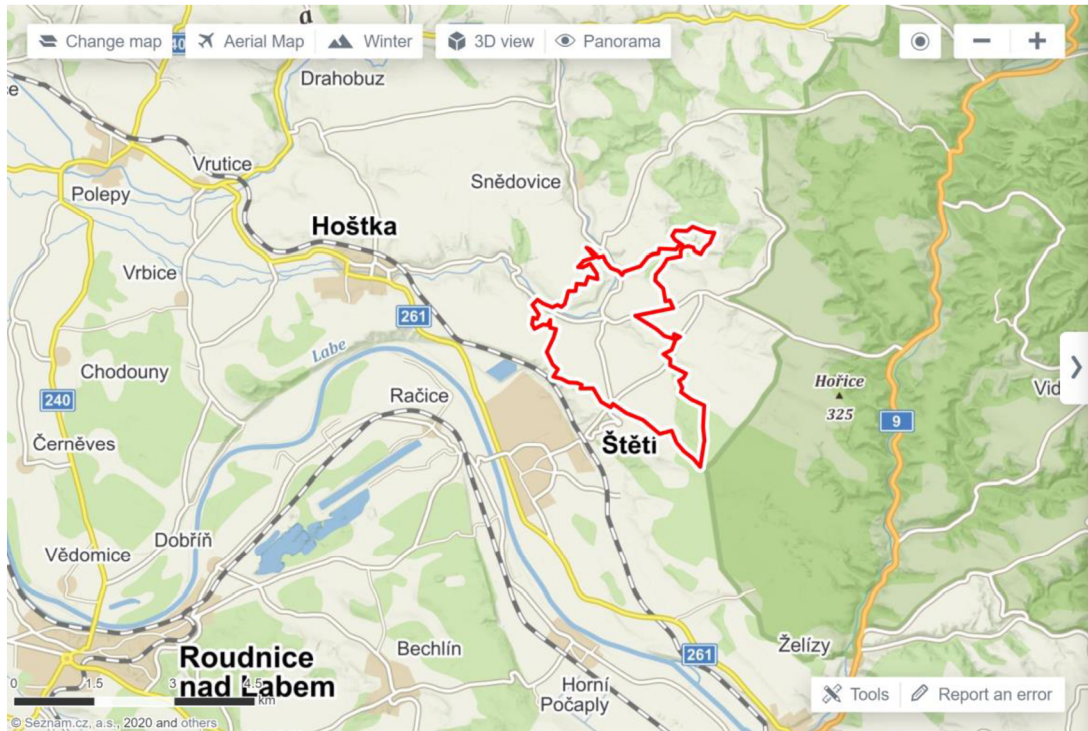 a
Change map
40
Aerial Map
Winter
3D view
Panorama
Drahobuz
Vrutice
Polepy
Snědovice
Hoštka
Vrbice
261
Labe
Chodouny
Račice
Hořice
325
Vid
240
9
Černěves
Štětí
Dobříň
Vědomice
Želízy
Bechlín
261
Roudnice
nad Labem
Horní
Počaply
0 1.5 3 4.5
km
Tools
Report an error
© Seznam.cz, a.s., 2020 and others